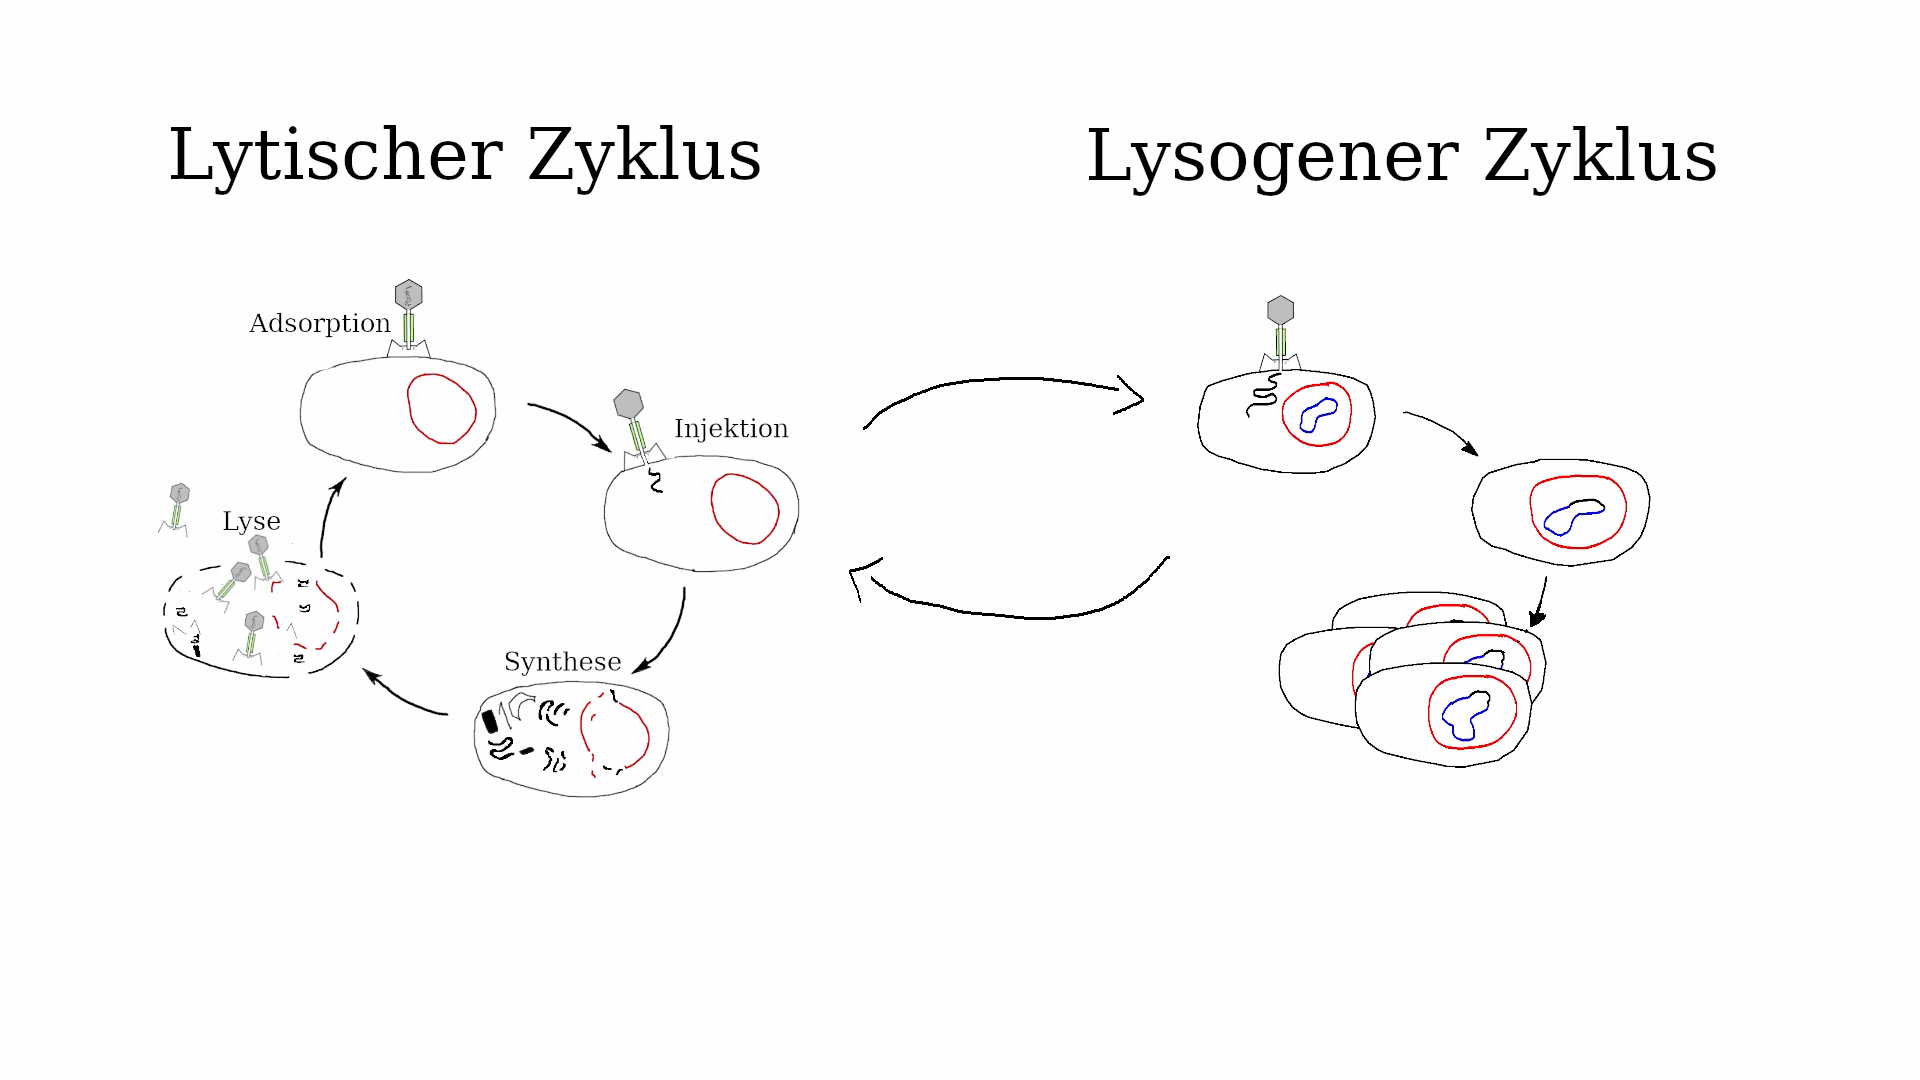 Lytischer Zyklus
Lysogener Zyklus
Adsorption
Injektion
Lyse
Synthese